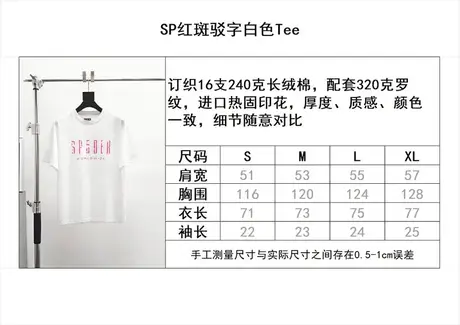 SP红斑驳字白色Tee
订织16支240克长绒棉，配套320克罗
纹，进口热固印花，厚度、质感、颜色
一致，细节随意对比
尺码 S M L XL
肩宽 51 53 55 57
胸围 116 120 124 128
衣长 71 73 75 77
袖长 22 23 24 25
手工测量尺寸与实际尺寸之间存在0.5-1cm误差